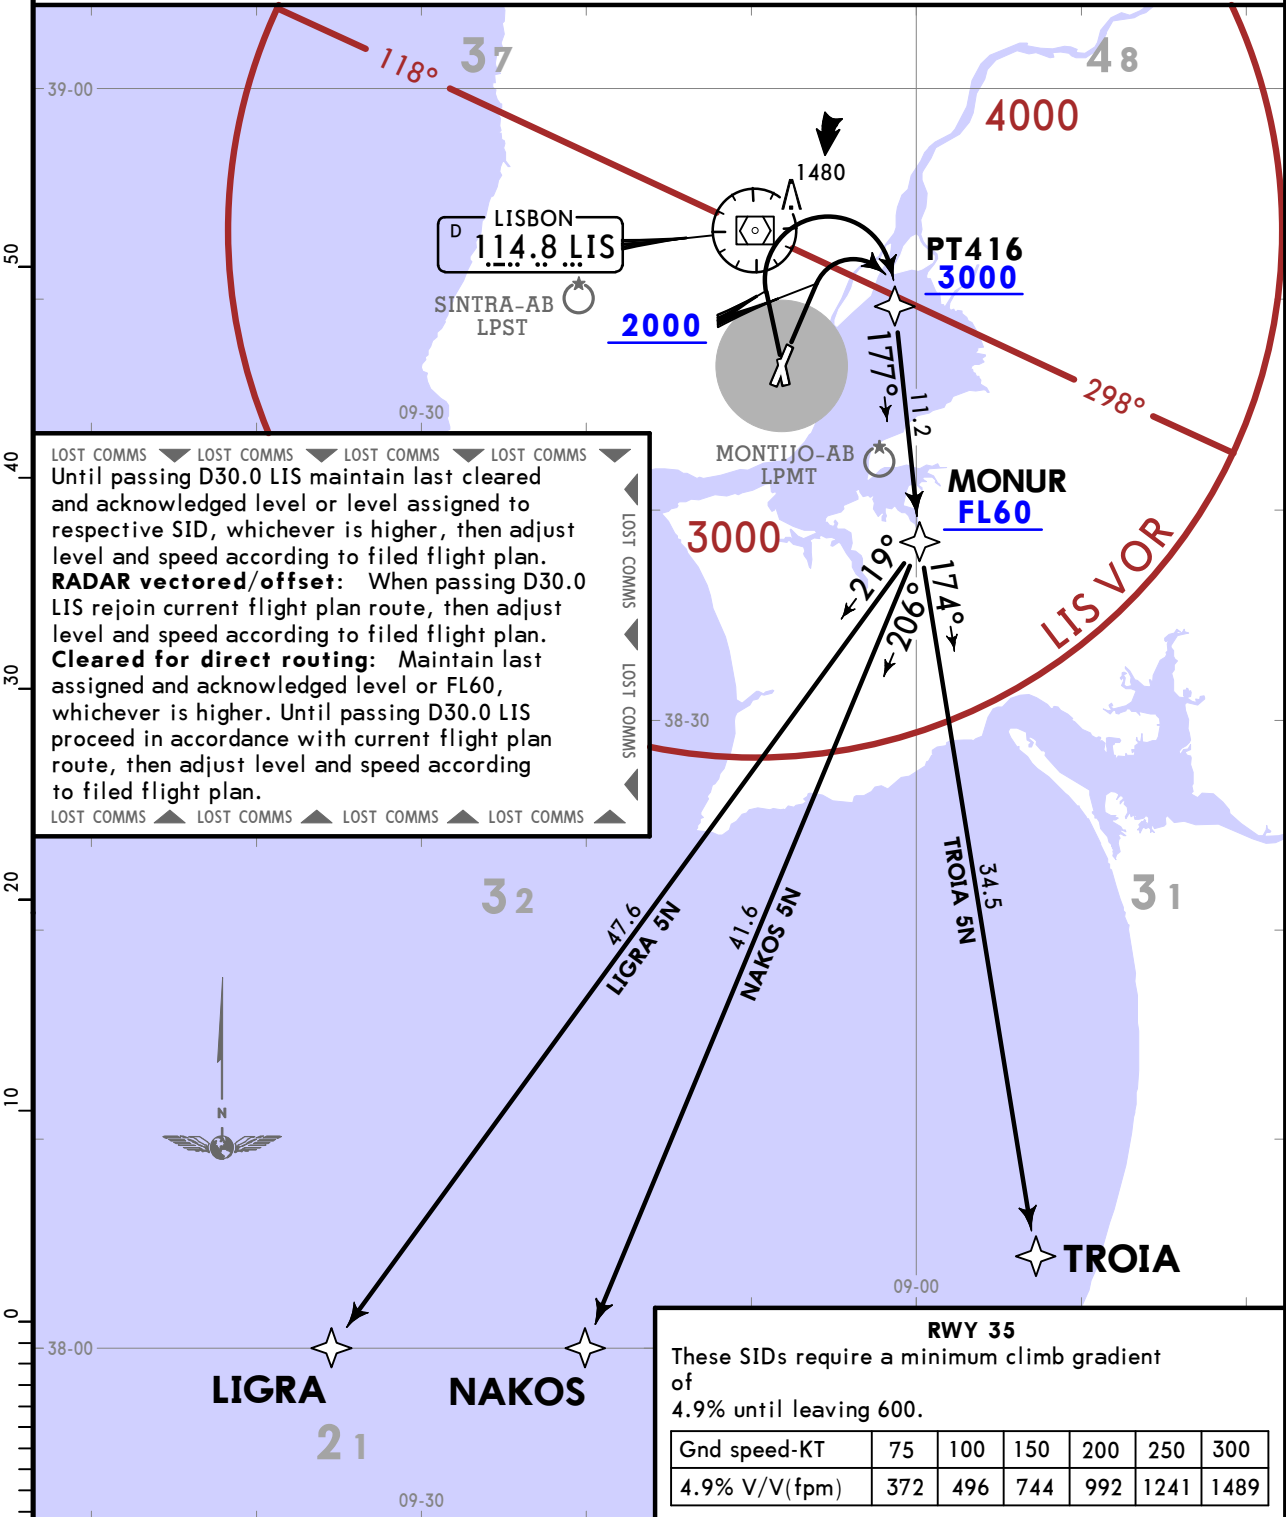 37
48
118°
39-00
4000
1480
LISBON
D 114.8 LIS
PT416
3000
50
SINTRA-AB
LPST
2000
177°
11.2
298°
09-30
MONTIJO-AB
LPMT
40
MONUR
FL60
3000
LIS VOR
219°
206°
174°
LOST COMMS LOST COMMS LOST COMMS LOST COMMS
Until passing D30.0 LIS maintain last cleared
and acknowledged level or level assigned to
respective SID, whichever is higher, then adjust
level and speed according to filed flight plan.
RADAR vectored/offset: When passing D30.0
LIS rejoin current flight plan route, then adjust
level and speed according to filed flight plan.
Cleared for direct routing: Maintain last
assigned and acknowledged level or FL60,
whichever is higher. Until passing D30.0 LIS
proceed in accordance with current flight plan
route, then adjust level and speed according
to filed flight plan.
LOST COMMS LOST COMMS LOST COMMS LOST COMMS
LOST COMMS
LOST COMMS
30
38-30
20
32
31
47.6
LIGRA 5N
41.6
NAKOS 5N
34.5
TROIA 5N
10
N
TROIA
09-00
0
38-00
LIGRA
NAKOS
21
09-30
RWY 35
These SIDs require a minimum climb gradient
of
4.9% until leaving 600.
Gnd speed-KT 75 100 150 200 250 300
4.9% V/V(fpm) 372 496 744 992 1241 1489